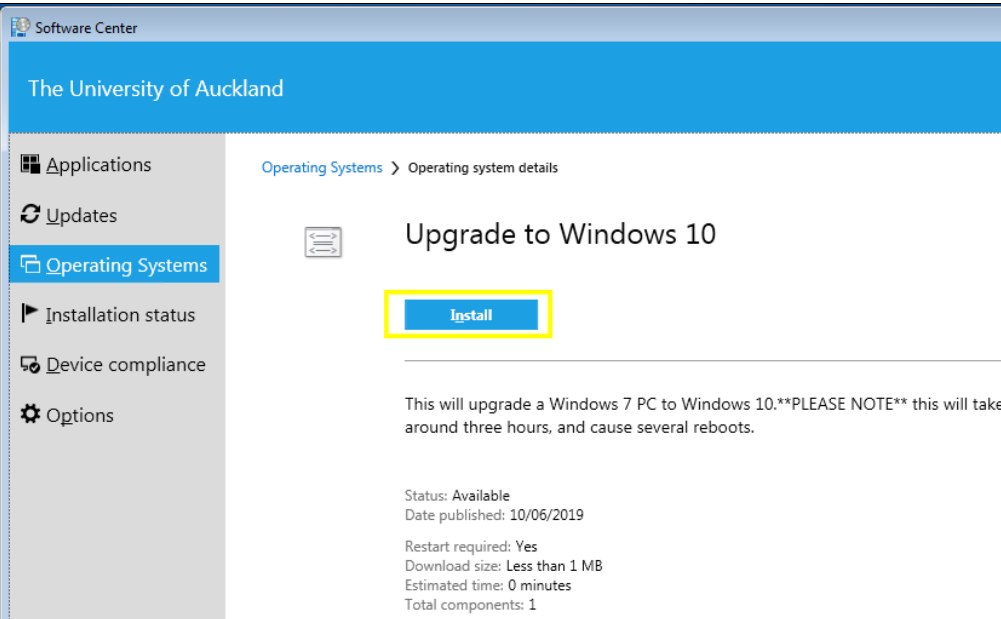 Software Center
The University of Auckland
Applications
Updates
Operating Systems
Installation status
Device compliance
Options
Operating Systems > Operating system details
Upgrade to Windows 10
Install
This will upgrade a Windows 7 PC to Windows 10.**PLEASE NOTE** this will take
around three hours, and cause several reboots.
Status: Available
Date published: 10/06/2019
Restart required: Yes
Download size: Less than 1 MB
Estimated time: 0 minutes
Total components: 1